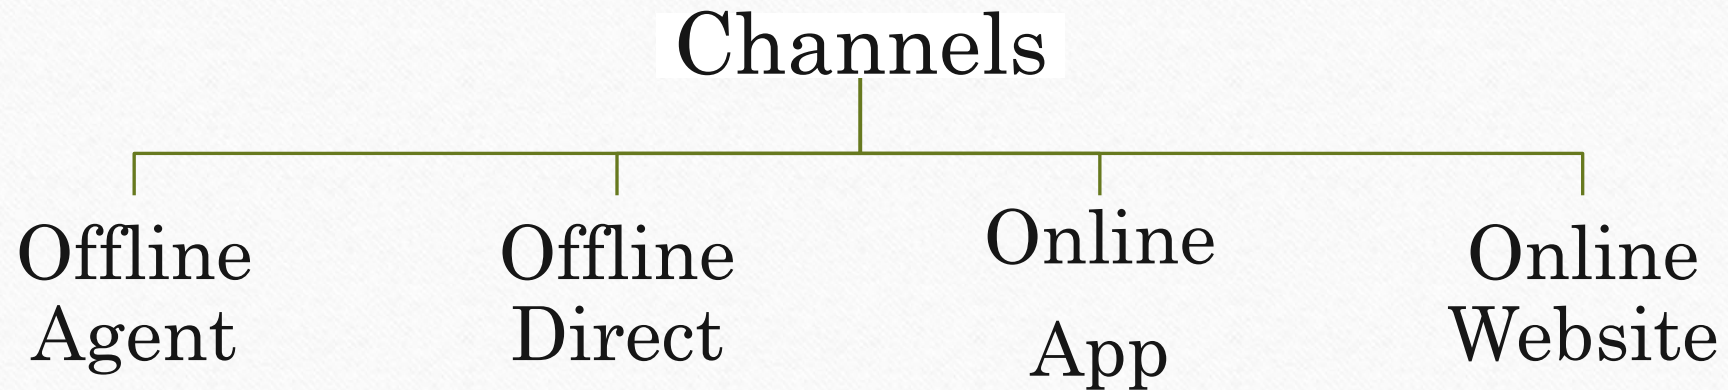 Channels
Offline
Agent
Offline
Direct
Online
App
Online
Website